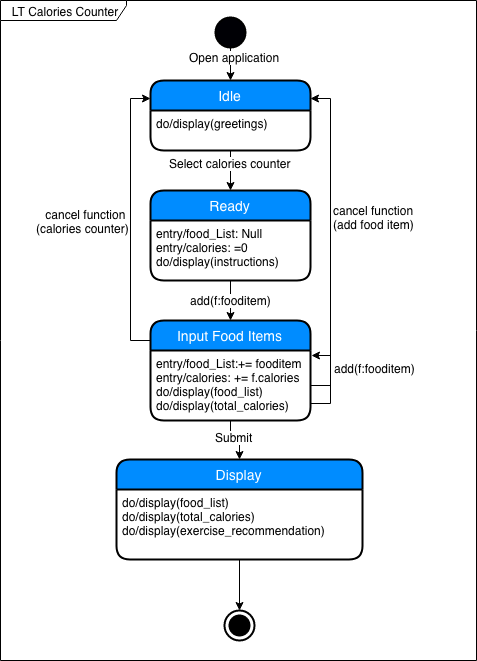 LT Calories Counter
Open application
Idle
do/display(greetings)
Select calories counter
cancel function
(calories counter)
cancel function
(add food item)
Ready
entry/food_List: Null
entry/calories: =0
do/display(instructions)
add(f:fooditem)
Input Food Items
entry/food_List:+= fooditem
entry/calories: += f.calories
do/display(food_list)
do/display(total_calories)
add(f:fooditem)
Submit
Display
do/display(food_list)
do/display(total_calories)
do/display(exercise_recommendation)